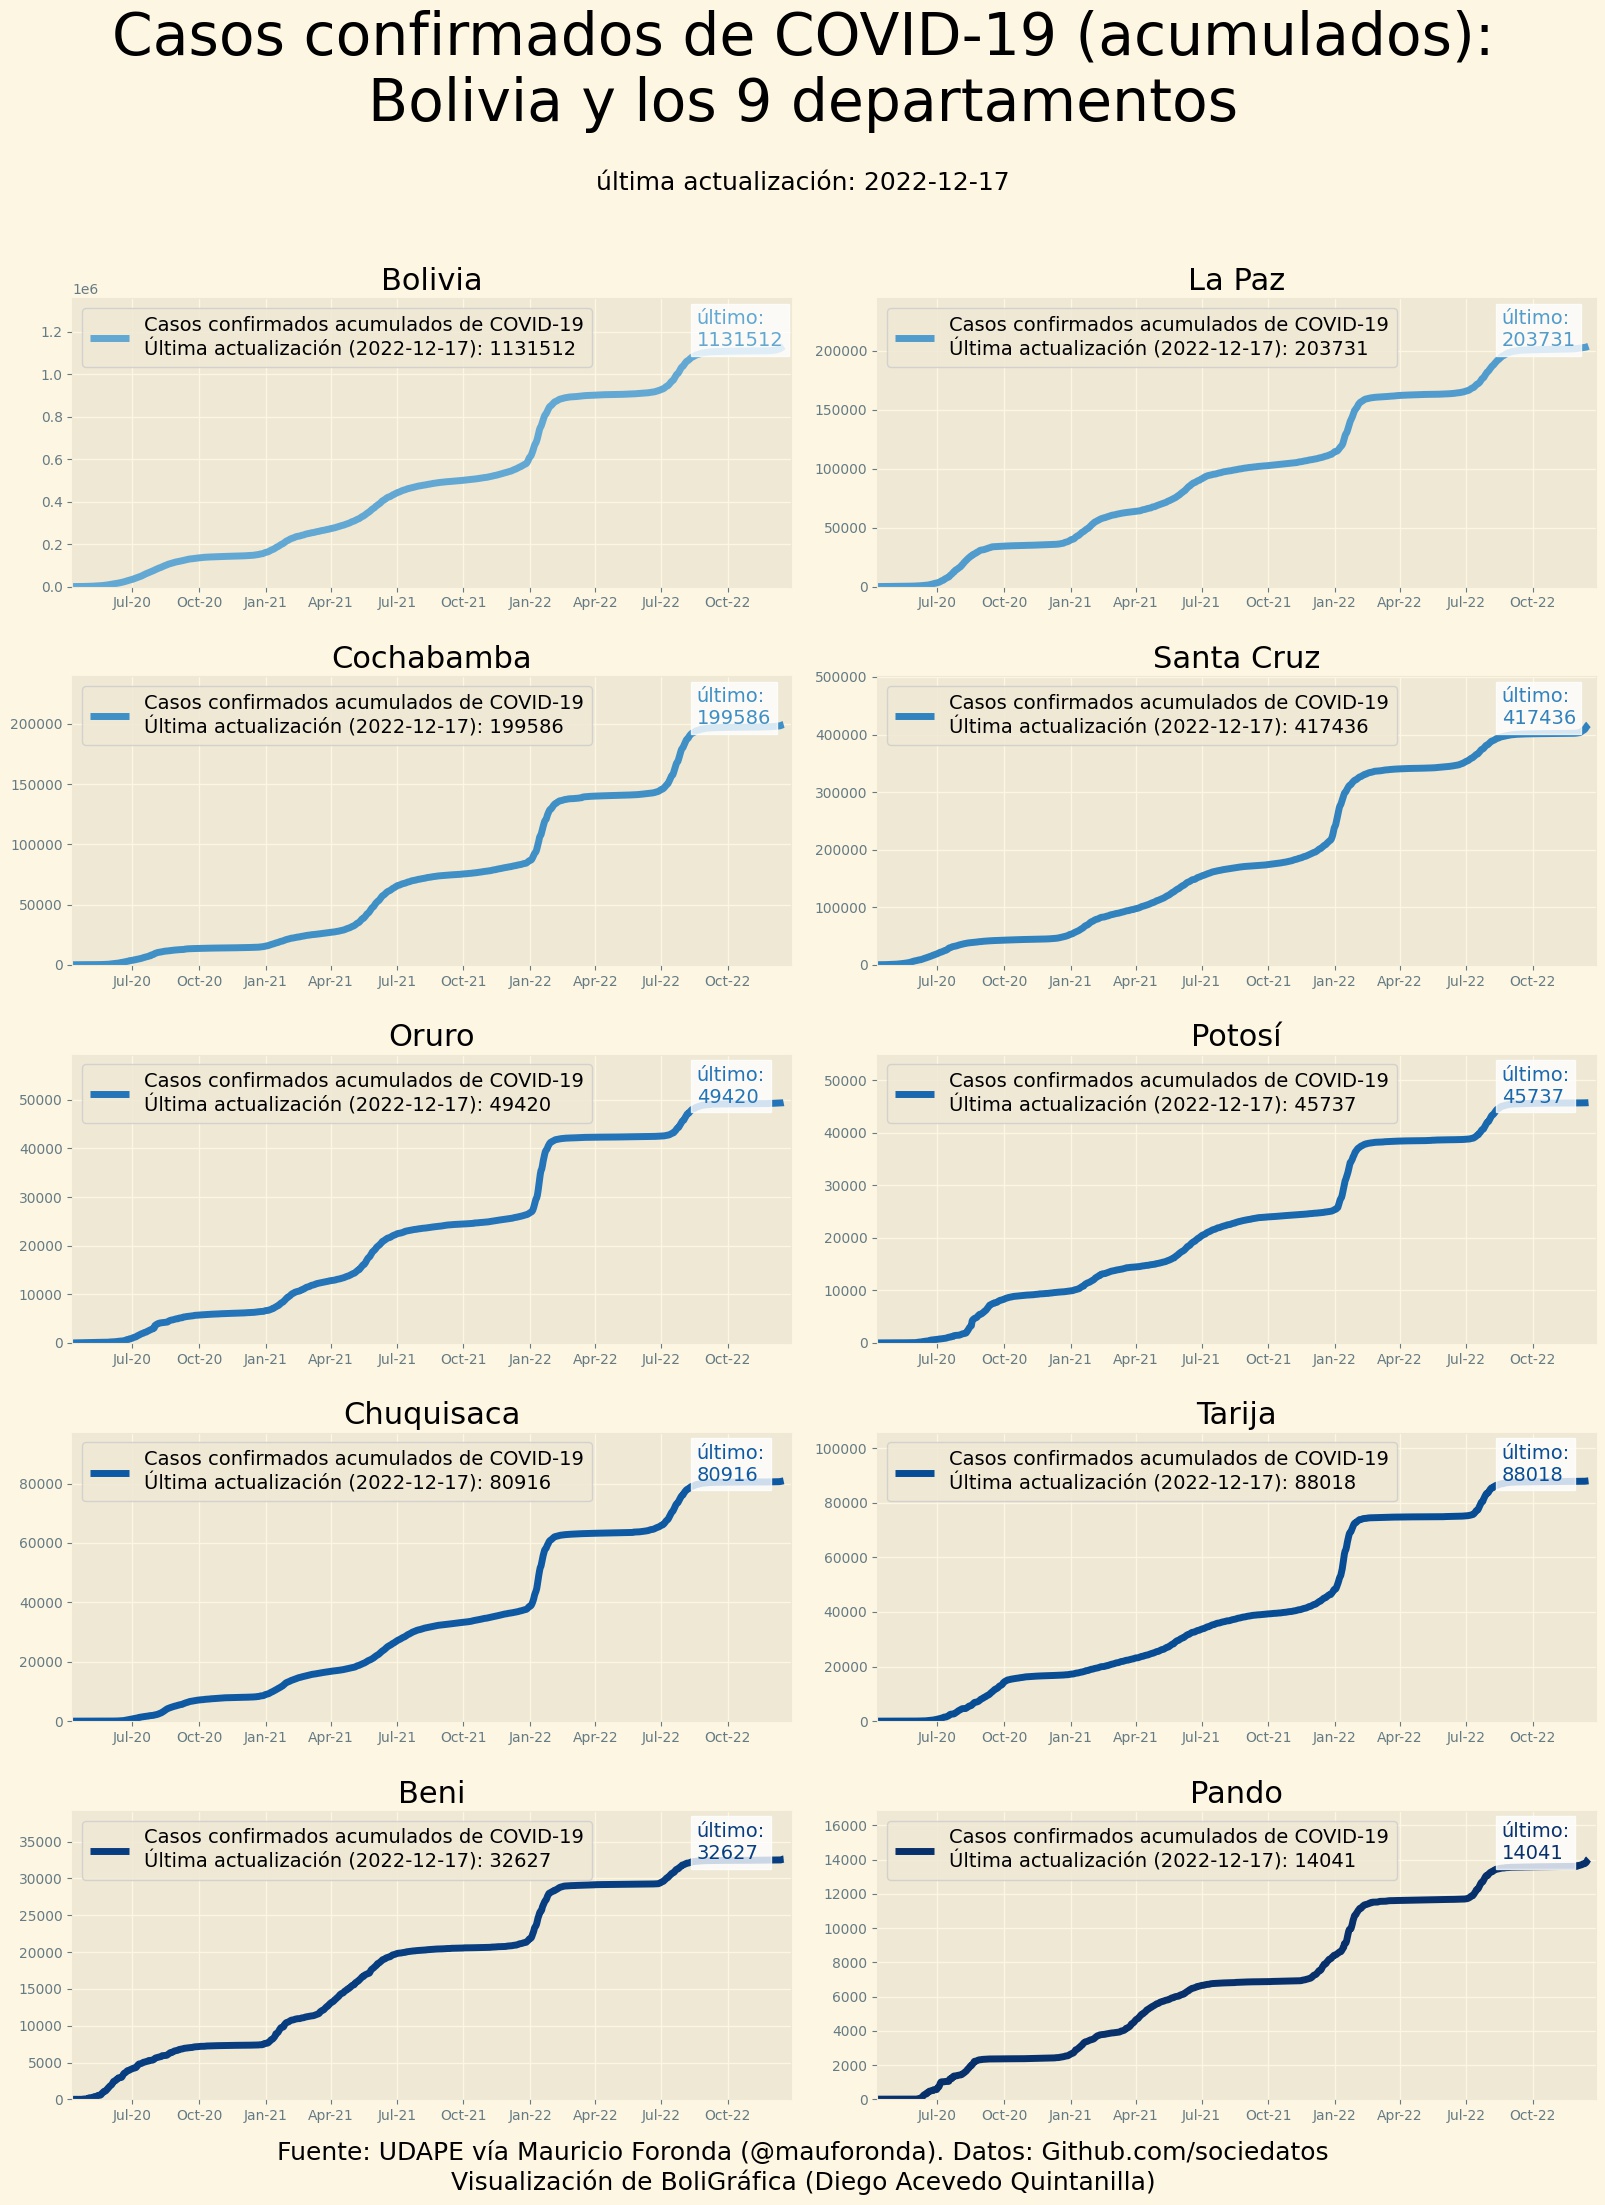 Casos confirmados de COVID-19 (acumulados):
Bolivia y los 9 departamentos
última actualización: 2022-12-17
Bolivia
1e6
Casos confirmados acumulados de COVID-19
Última actualización (2022-12-17): 1131512
último:
1131512
1.2
1.0
0.8
0.6
0.4
0.2
0.0
Jul-20 Oct-20 Jan-21 Apr-21 Jul-21 Oct-21 Jan-22 Apr-22 Jul-22 Oct-22
La Paz
Casos confirmados acumulados de COVID-19
Última actualización (2022-12-17): 203731
último:
203731
200000
150000
100000
50000
0
Jul-20 Oct-20 Jan-21 Apr-21 Jul-21 Oct-21 Jan-22 Apr-22 Jul-22 Oct-22
Cochabamba
Casos confirmados acumulados de COVID-19
Última actualización (2022-12-17): 199586
último:
199586
200000
150000
100000
50000
0
Jul-20 Oct-20 Jan-21 Apr-21 Jul-21 Oct-21 Jan-22 Apr-22 Jul-22 Oct-22
Santa Cruz
500000
Casos confirmados acumulados de COVID-19
Última actualización (2022-12-17): 417436
último:
417436
400000
300000
200000
100000
0
Jul-20 Oct-20 Jan-21 Apr-21 Jul-21 Oct-21 Jan-22 Apr-22 Jul-22 Oct-22
Oruro
Casos confirmados acumulados de COVID-19
Última actualización (2022-12-17): 49420
último:
49420
50000
40000
30000
20000
10000
0
Jul-20 Oct-20 Jan-21 Apr-21 Jul-21 Oct-21 Jan-22 Apr-22 Jul-22 Oct-22
Potosí
Casos confirmados acumulados de COVID-19
Última actualización (2022-12-17): 45737
último:
45737
50000
40000
30000
20000
10000
0
Jul-20 Oct-20 Jan-21 Apr-21 Jul-21 Oct-21 Jan-22 Apr-22 Jul-22 Oct-22
Chuquisaca
Casos confirmados acumulados de COVID-19
Última actualización (2022-12-17): 80916
último:
80916
80000
60000
40000
20000
0
Jul-20 Oct-20 Jan-21 Apr-21 Jul-21 Oct-21 Jan-22 Apr-22 Jul-22 Oct-22
Tarija
Casos confirmados acumulados de COVID-19
Última actualización (2022-12-17): 88018
último:
88018
100000
80000
60000
40000
20000
0
Jul-20 Oct-20 Jan-21 Apr-21 Jul-21 Oct-21 Jan-22 Apr-22 Jul-22 Oct-22
Beni
Casos confirmados acumulados de COVID-19
Última actualización (2022-12-17): 32627
último:
32627
35000
30000
25000
20000
15000
10000
5000
0
Jul-20 Oct-20 Jan-21 Apr-21 Jul-21 Oct-21 Jan-22 Apr-22 Jul-22 Oct-22
Pando
Casos confirmados acumulados de COVID-19
Última actualización (2022-12-17): 14041
último:
14041
16000
14000
12000
10000
8000
6000
4000
2000
0
Jul-20 Oct-20 Jan-21 Apr-21 Jul-21 Oct-21 Jan-22 Apr-22 Jul-22 Oct-22
Fuente: UDAPE vía Mauricio Foronda (@mauforonda). Datos: Github.com/sociedatos
Visualización de BoliGráfica (Diego Acevedo Quintanilla)